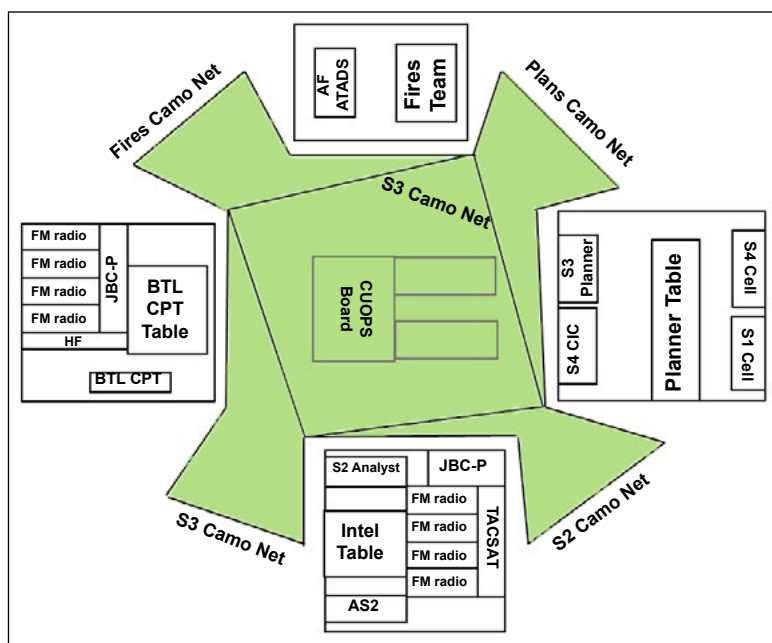 Fires Camo Net
AF
ATADS
Fires
Team
Plans Camo Net
S3 Camo Net
FM radio
FM radio
FM radio
FM radio
JBC-P
HF
BTL
CPT
Table
BTL CPT
CUOPS
Board
S3
Planner
S4 CIC
Planner Table
S4 Cell
S1 Cell
S3 Camo Net
S2 Analyst
JBC-P
FM radio
FM radio
FM radio
FM radio
TACSAT
Intel
Table
AS2
S2 Camo Net